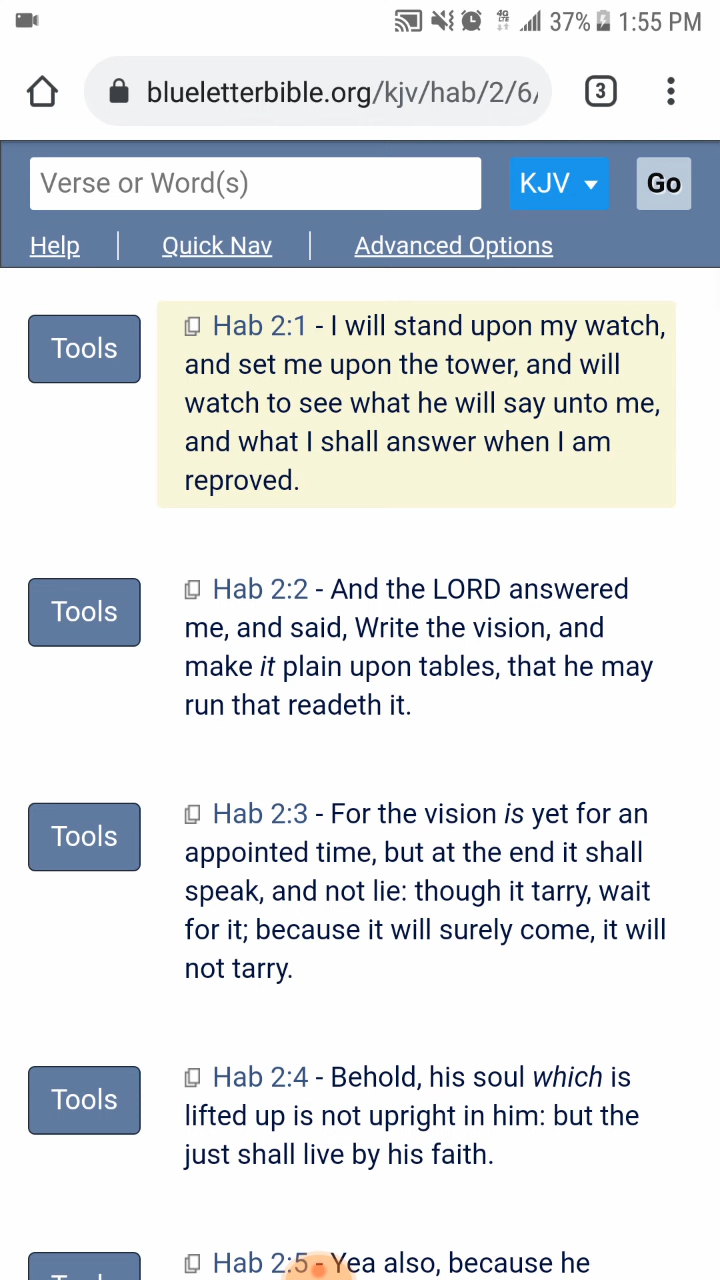 37% 1:55 PM
blueletterbible.org/kjv/hab/2/6/
3
Verse or Word(s) KJV Go
Help | Quick Nav | Advanced Options
Tools
Hab 2:1 - I will stand upon my watch,
and set me upon the tower, and will
watch to see what he will say unto me,
and what I shall answer when I am
reproved.
Tools
Hab 2:2 - And the LORD answered
me, and said, Write the vision, and
make it plain upon tables, that he may
run that readeth it.
Tools
Hab 2:3 - For the vision is yet for an
appointed time, but at the end it shall
speak, and not lie: though it tarry, wait
for it; because it will surely come, it will
not tarry.
Tools
Hab 2:4 - Behold, his soul which is
lifted up is not upright in him: but the
just shall live by his faith.
Tools
Hab 2:5 - Yea also, because he